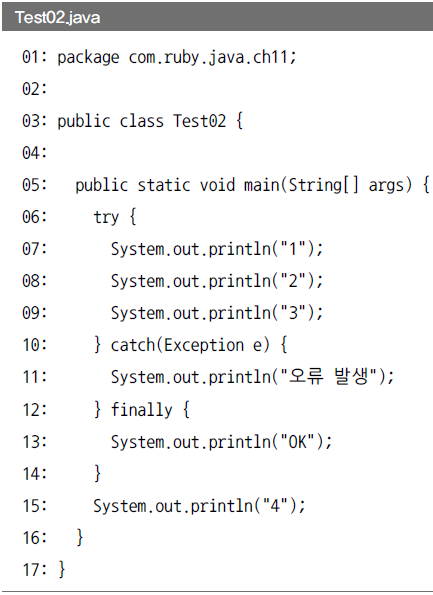 Test02.java
01: package com.ruby.java.ch11;
02:
03: public class Test02 {
04:
05:   public static void main(String[] args) {
06:     try {
07:       System.out.println("1");
08:       System.out.println("2");
09:       System.out.println("3");
10:     } catch(Exception e) {
11:       System.out.println("오류 발생");
12:     } finally {
13:       System.out.println("OK");
14:     }
15:     System.out.println("4");
16:   }
17: }